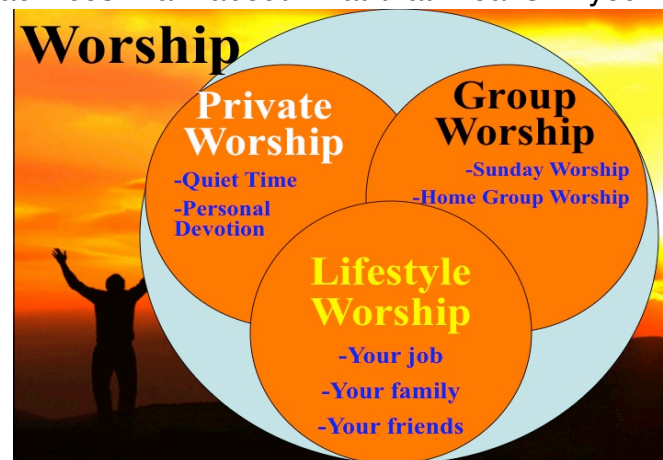 Worship
Private
Worship
-Quiet Time
-Personal
Devotion
Group
Worship
-Sunday Worship
-Home Group Worship
Lifestyle
Worship
-Your job
-Your family
-Your friends